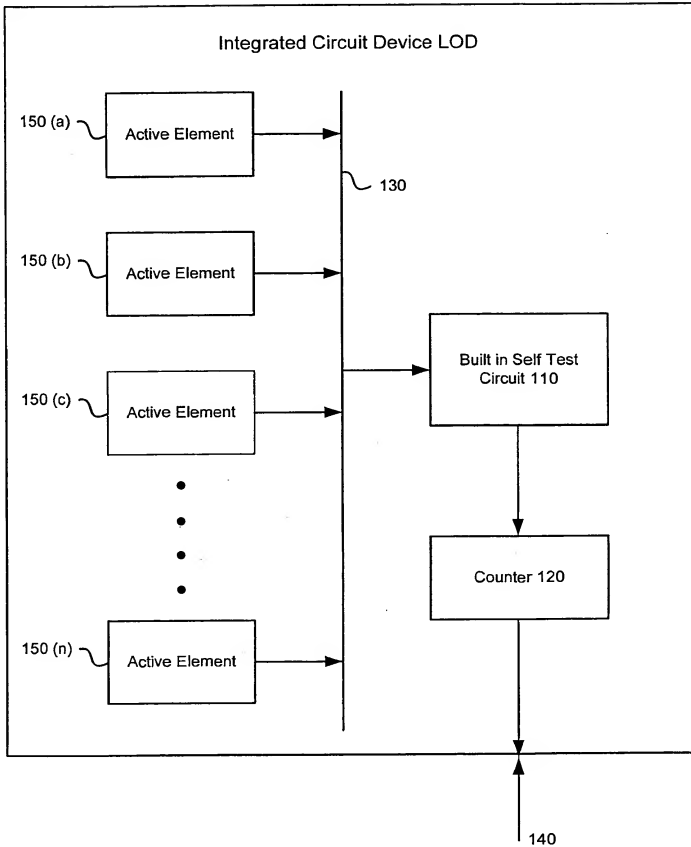 Integrated Circuit Device LOD
150 (a)
Active Element
130
150 (b)
Active Element
Built in Self Test
Circuit 110
150 (c)
Active Element
Counter 120
150 (n)
Active Element
140